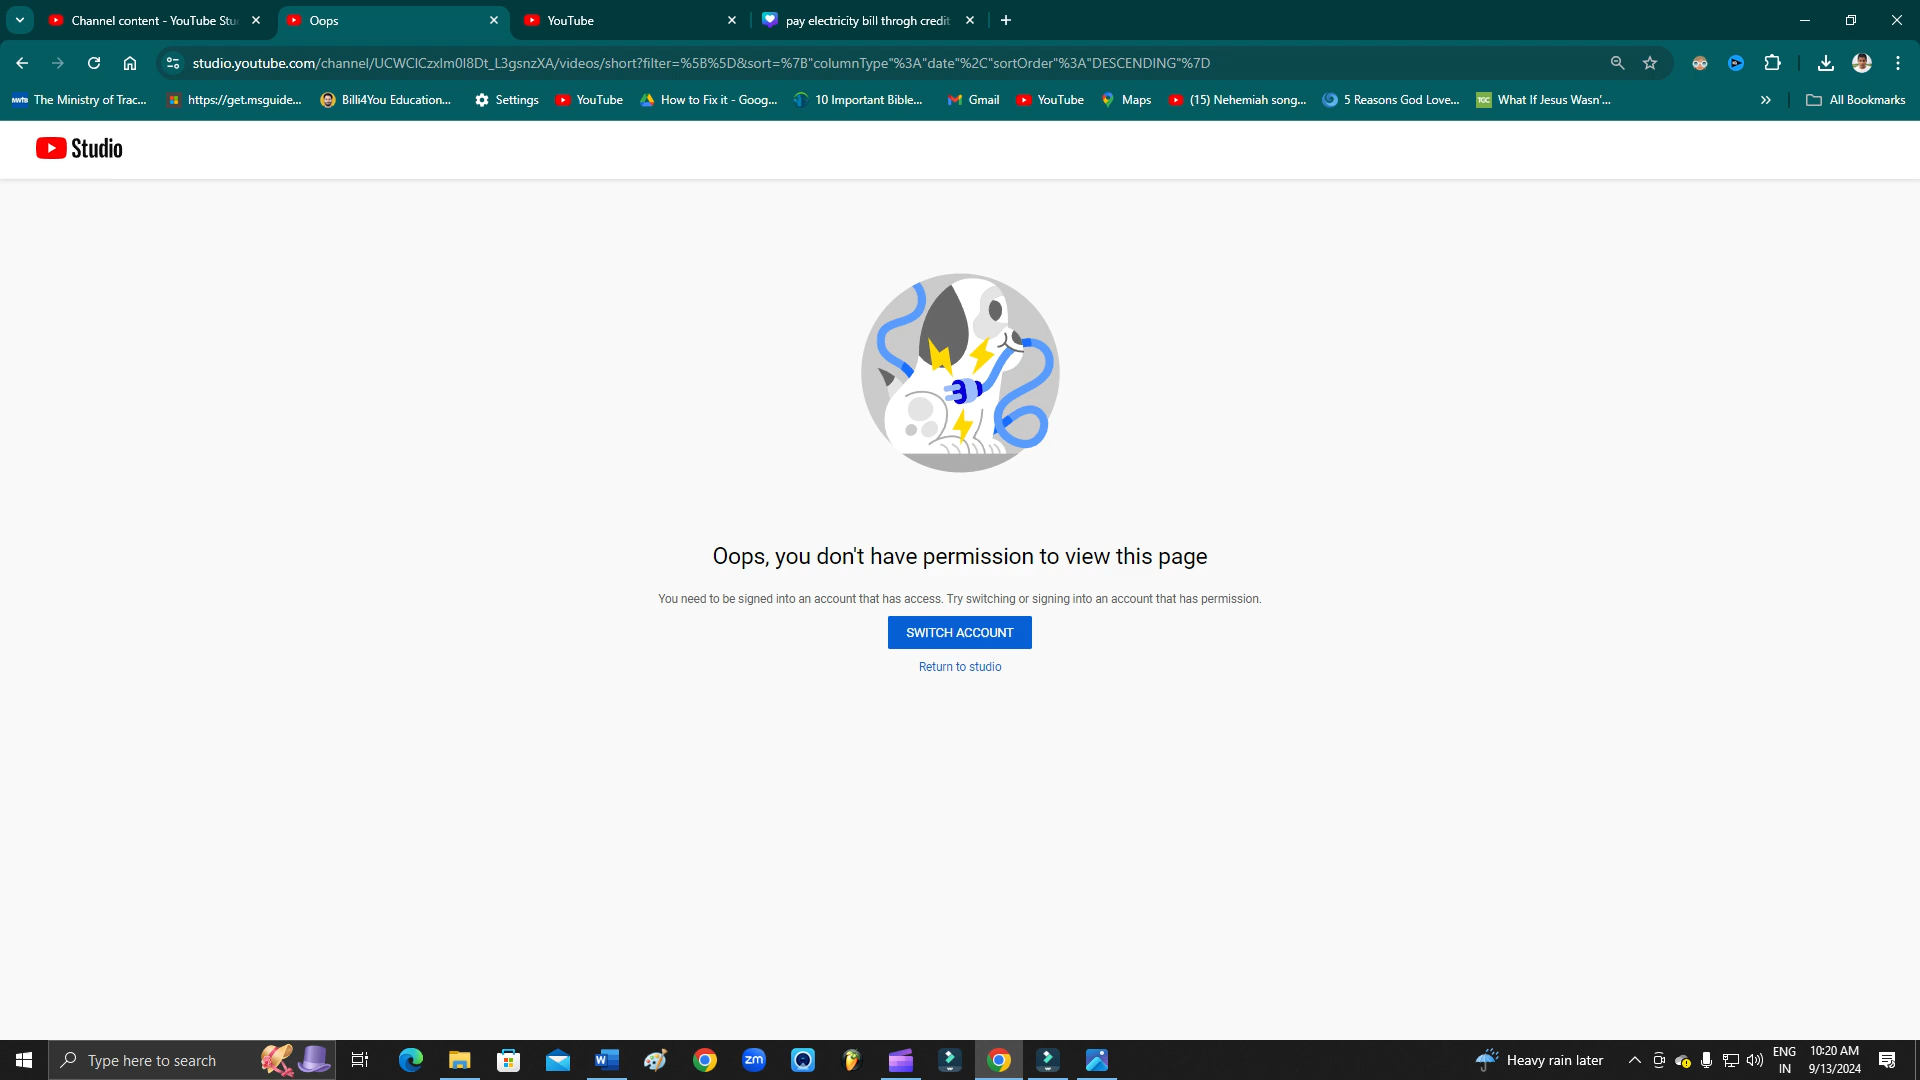 Channel content - YouTube Stu
Oops
YouTube
pay electricity bill throgh credit
studio.youtube.com/channel/UCWClCzxlm0I8Dt_L3gsnzXA/videos/short?filter=%5B%5D&sort=%7B"columnType"%3A"date"%2C"sortOrder"%3A"DESCENDING"%7D
The Ministry of Trac...
https://get.msguide...
Billi4You Education...
Settings
YouTube
How to Fix it - Goog...
10 Important Bible...
Gmail
YouTube
Maps
(15) Nehemiah song...
5 Reasons God Love...
TGC
What If Jesus Wasn'...
All Bookmarks
Studio
Oops, you don't have permission to view this page
You need to be signed into an account that has access. Try switching or signing into an account that has permission.
SWITCH ACCOUNT
Return to studio
Type here to search
zm
Heavy rain later
ENG
IN
10:20 AM
9/13/2024